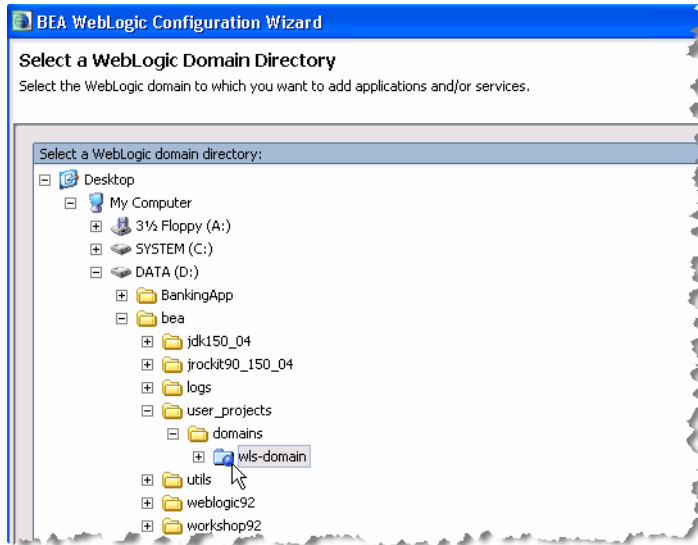 BEA WebLogic Configuration Wizard
Select a WebLogic Domain Directory
Select the WebLogic domain to which you want to add applications and/or services.
Select a WebLogic domain directory:
Desktop
My Computer
3½ Floppy (A:)
SYSTEM (C:)
DATA (D:)
BankingApp
bea
jdk150_04
jrockit90_150_04
logs
user_projects
domains
wls-domain
utils
weblogic92
workshop92